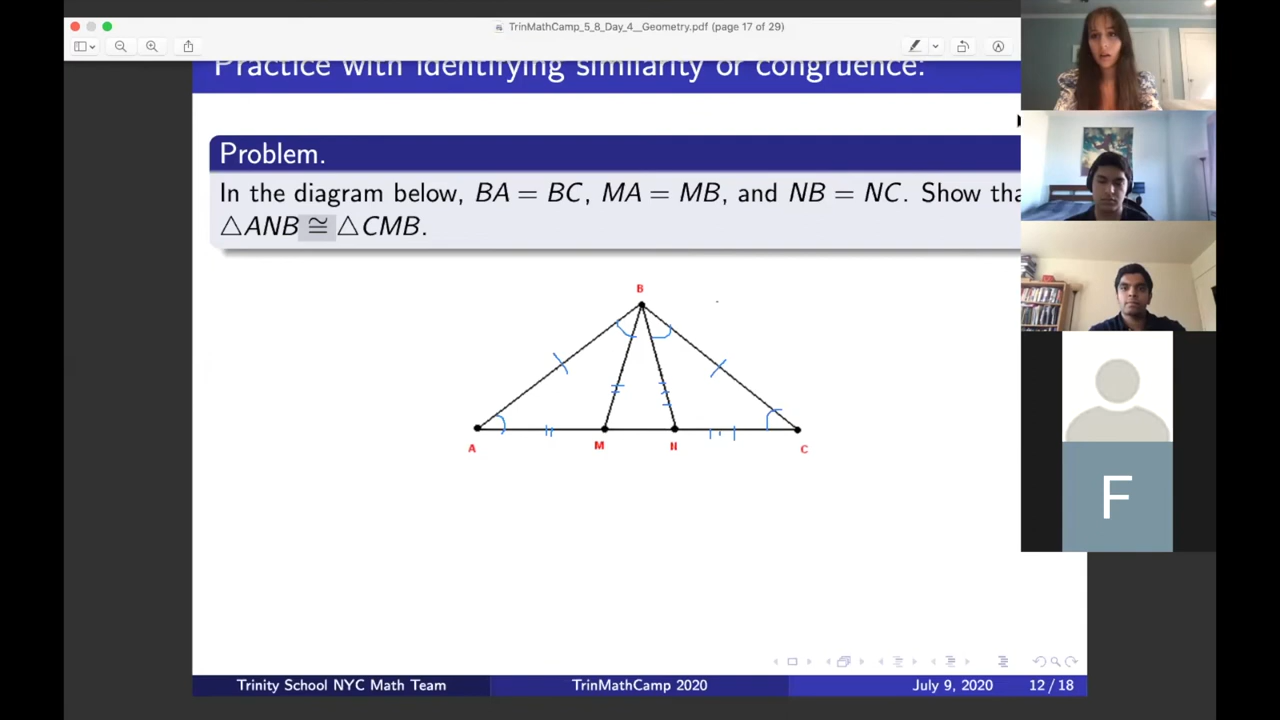 TrinMathCamp_5_8_Day_4__Geometry.pdf (page 17 of 29)
Practice with identifying similarity or congruence:
Problem.
In the diagram below, BA = BC, MA = MB, and NB = NC. Show tha
△ANB ≅ △CMB.
B
A
M
N
C
F
Trinity School NYC Math Team
TrinMathCamp 2020
July 9, 2020
12 / 18